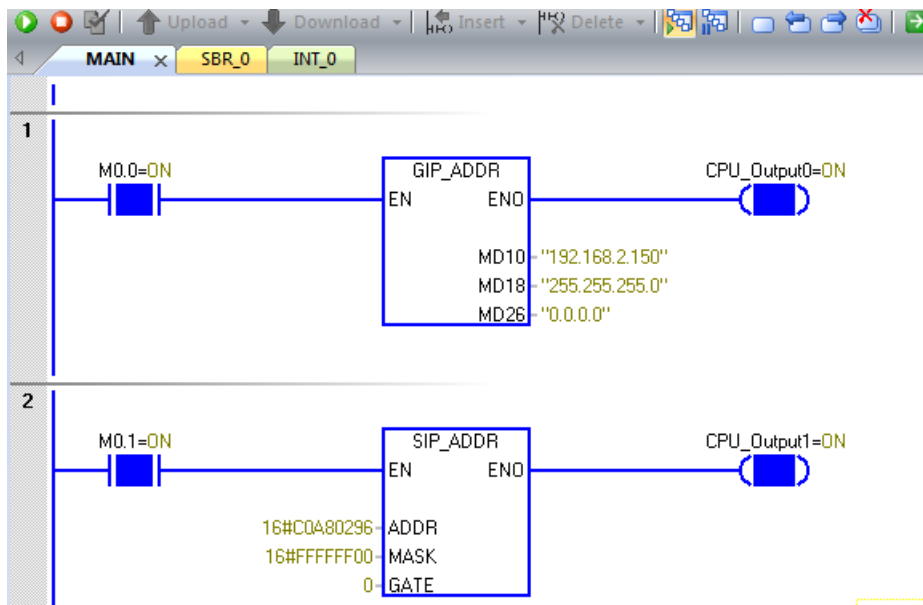 Upload Download Insert Delete
MAIN SBR_0 INT_0
1
M0.0=ON GIP_ADDR CPU_Output0=ON
EN ENO
MD10 "192.168.2.150"
MD18 "255.255.255.0"
MD26 "0.0.0.0"
2
M0.1=ON SIP_ADDR CPU_Output1=ON
EN ENO
16#C0A80296 ADDR
16#FFFFFF00 MASK
0 GATE